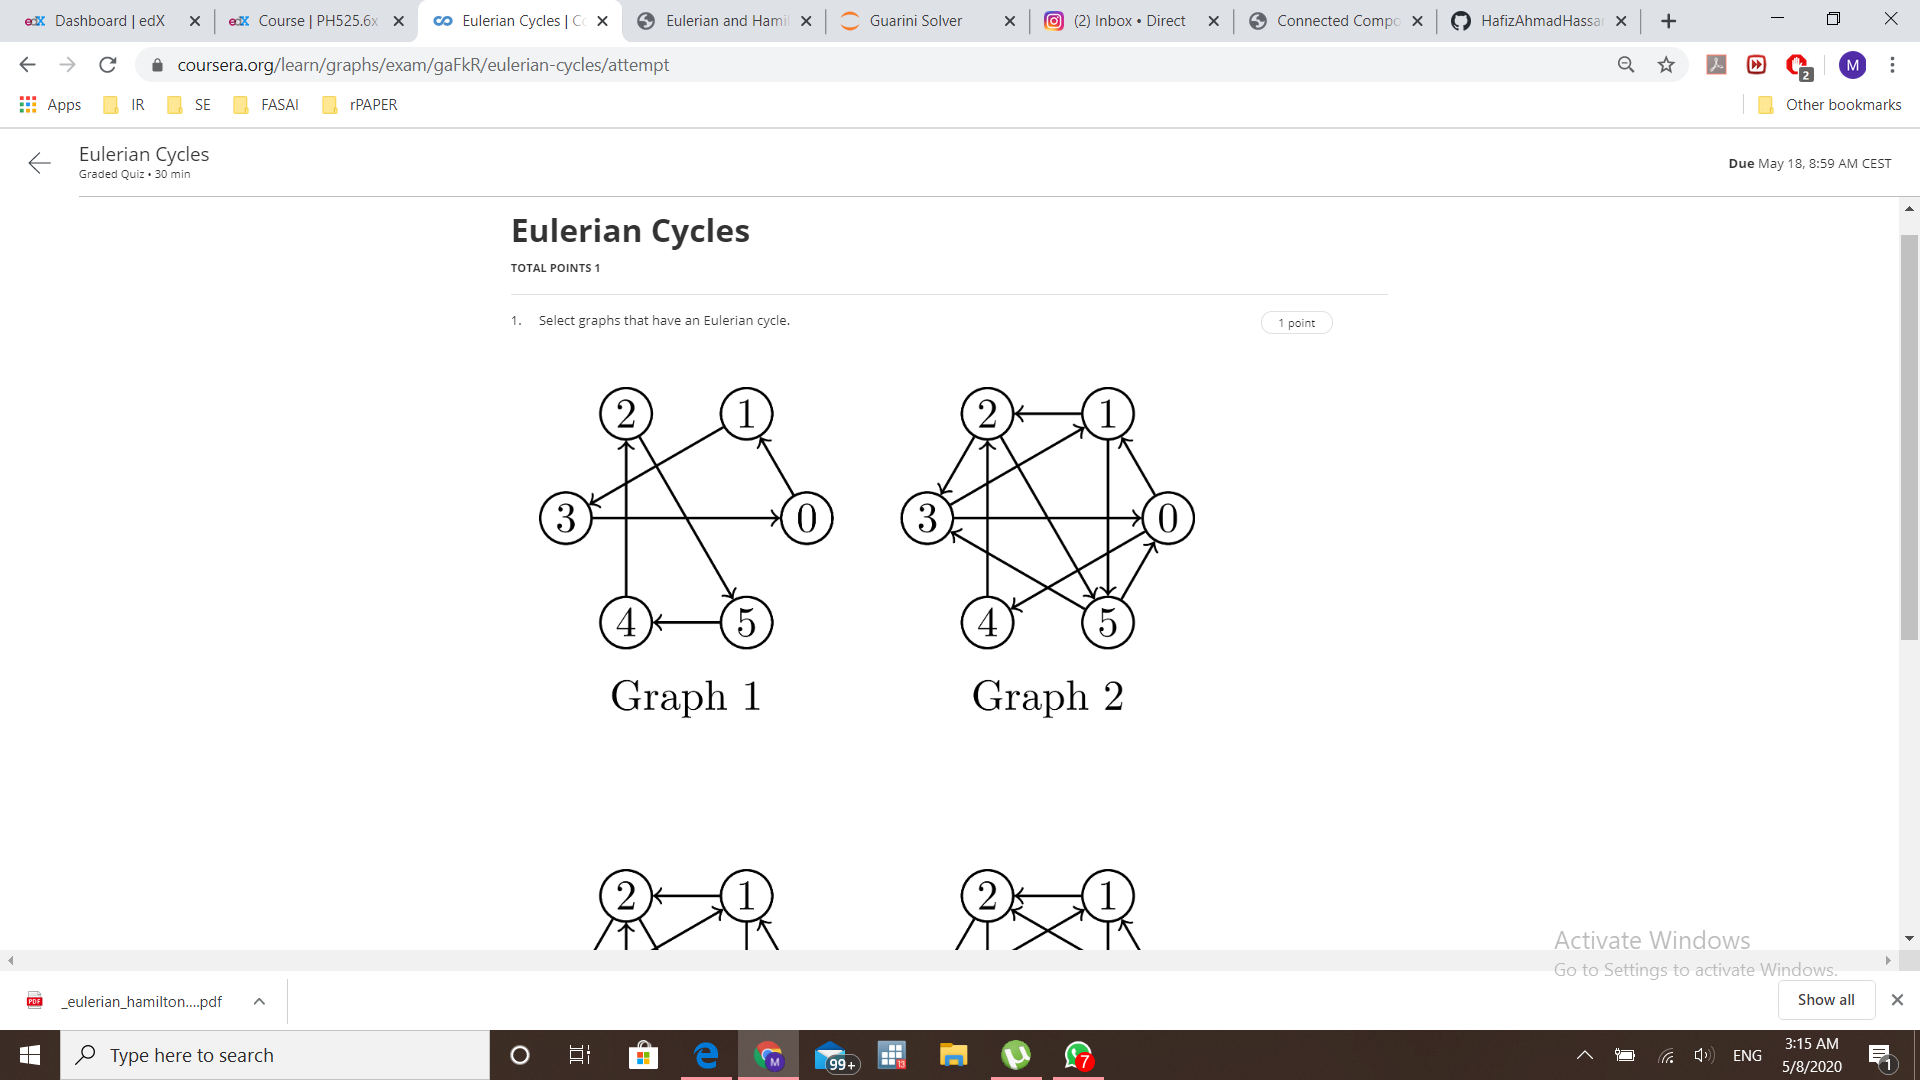 Dashboard | edX
Course | PH525.6x
Eulerian Cycles | Co
Eulerian and Hamil
Guarini Solver
(2) Inbox • Direct
Connected Compo
HafizAhmadHassan
coursera.org/learn/graphs/exam/gaFkR/eulerian-cycles/attempt
2
M
Apps
IR
SE
FASAI
rPAPER
Other bookmarks
Eulerian Cycles
Graded Quiz • 30 min
Due May 18, 8:59 AM CEST
Eulerian Cycles
TOTAL POINTS 1
1. Select graphs that have an Eulerian cycle.
1 point
2 1 2 1
3 0 3 0
4 5 4 5
Graph 1 Graph 2
2 1 2 1
Activate Windows
Go to Settings to activate Windows.
PDF
_eulerian_hamilton....pdf
Show all
Type here to search
M
99+
13
7
ENG
3:15 AM
5/8/2020
1